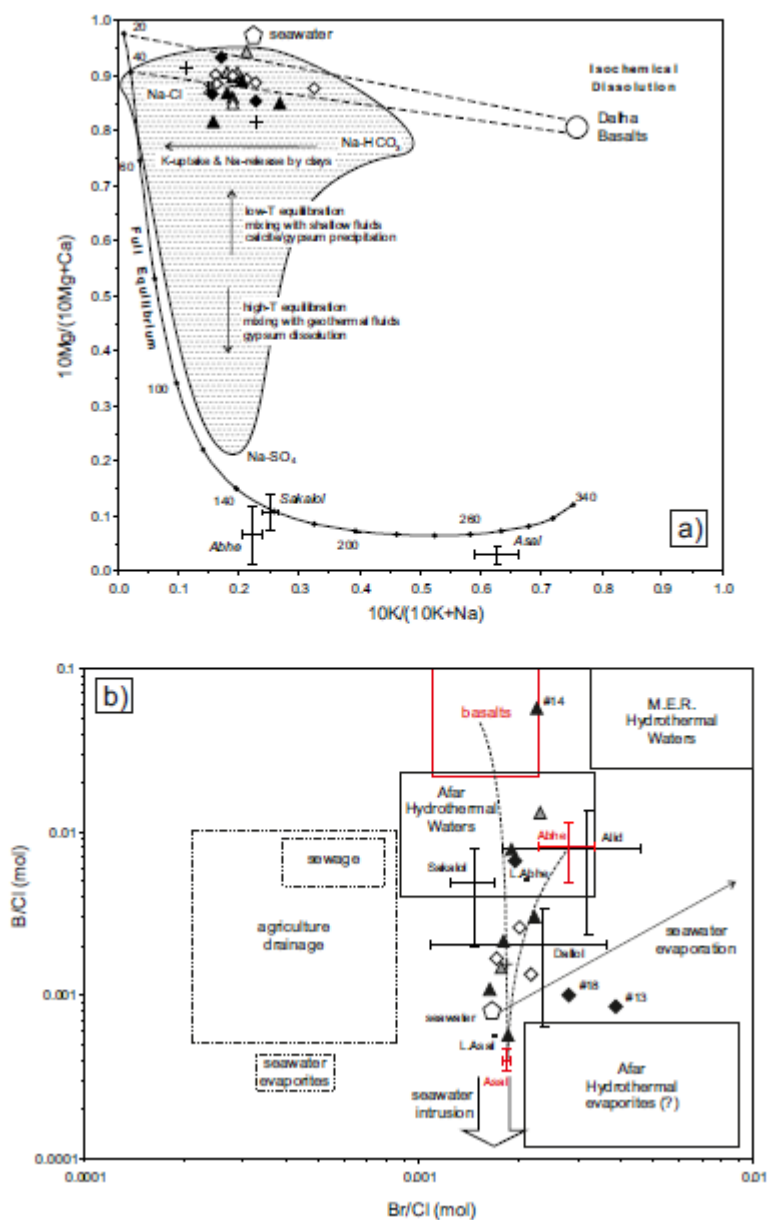 1.0
0.9
0.8
0.7
0.6
0.5
0.4
0.3
0.2
0.1
0.0
10Mg/(10Mg+Ca)
20
40
60
100
140
200
260
340
seawater
Isochemical
Dissolution
Dalha
Basalts
Na-Cl
Na-HCO3
K-uptake & Na-release by clays
low-T equilibration
mixing with shallow fluids
calcite/gypsum precipitation
Full Equilibrium
high-T equilibration
mixing with geothermal fluids
gypsum dissolution
Na-SO4
Sakalol
Abhe
Asal
a)
0.0 0.1 0.2 0.3 0.4 0.5 0.6 0.7 0.8 0.9 1.0
10K/(10K+Na)
0.1
b)
basalts
#14
M.E.R.
Hydrothermal
Waters
Afar
Hydrothermal
Waters
Abhe
Alid
0.01
sewage
Sakalol
L.Abhe
B/Cl (mol)
agriculture
drainage
Dallol
seawater
evaporation
0.001
seawater
#18
#13
L.Asal
seawater
evaporites
Asal
seawater
intrusion
Afar
Hydrothermal
evaporites (?)
0.0001
0.0001 0.001 0.01
Br/Cl (mol)